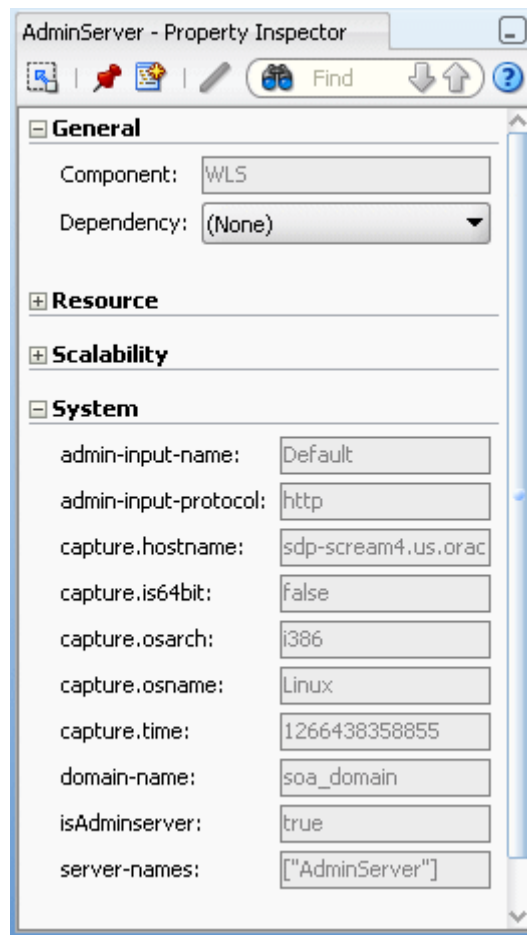 AdminServer - Property Inspector
Find
General
Component: WLS
Dependency: (None)
Resource
Scalability
System
admin-input-name: Default
admin-input-protocol: http
capture.hostname: sdp-scream4.us.orac
capture.is64bit: false
capture.osarch: i386
capture.osname: Linux
capture.time: 1266438358855
domain-name: soa_domain
isAdminserver: true
server-names: ["AdminServer"]